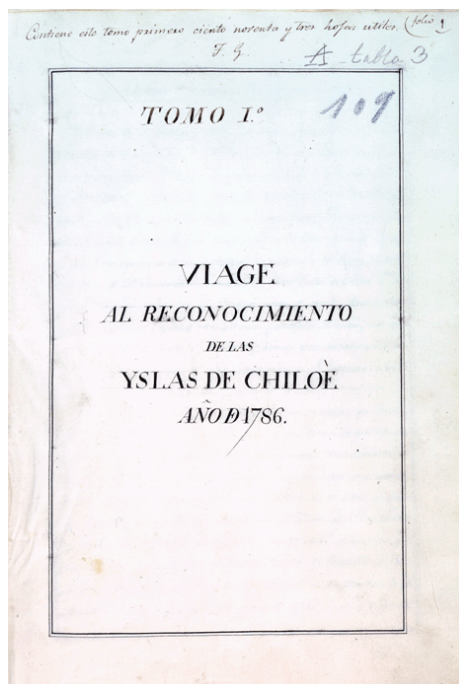 Contiene este Tomo primero ciento noventa y tres hojas utiles. (folio 1
F. G.
A tabla 3
109
TOMO I.º
VIAGE
AL RECONOCIMIENTO
DE LAS
YSLAS DE CHILOÈ
AÑO D 1786.